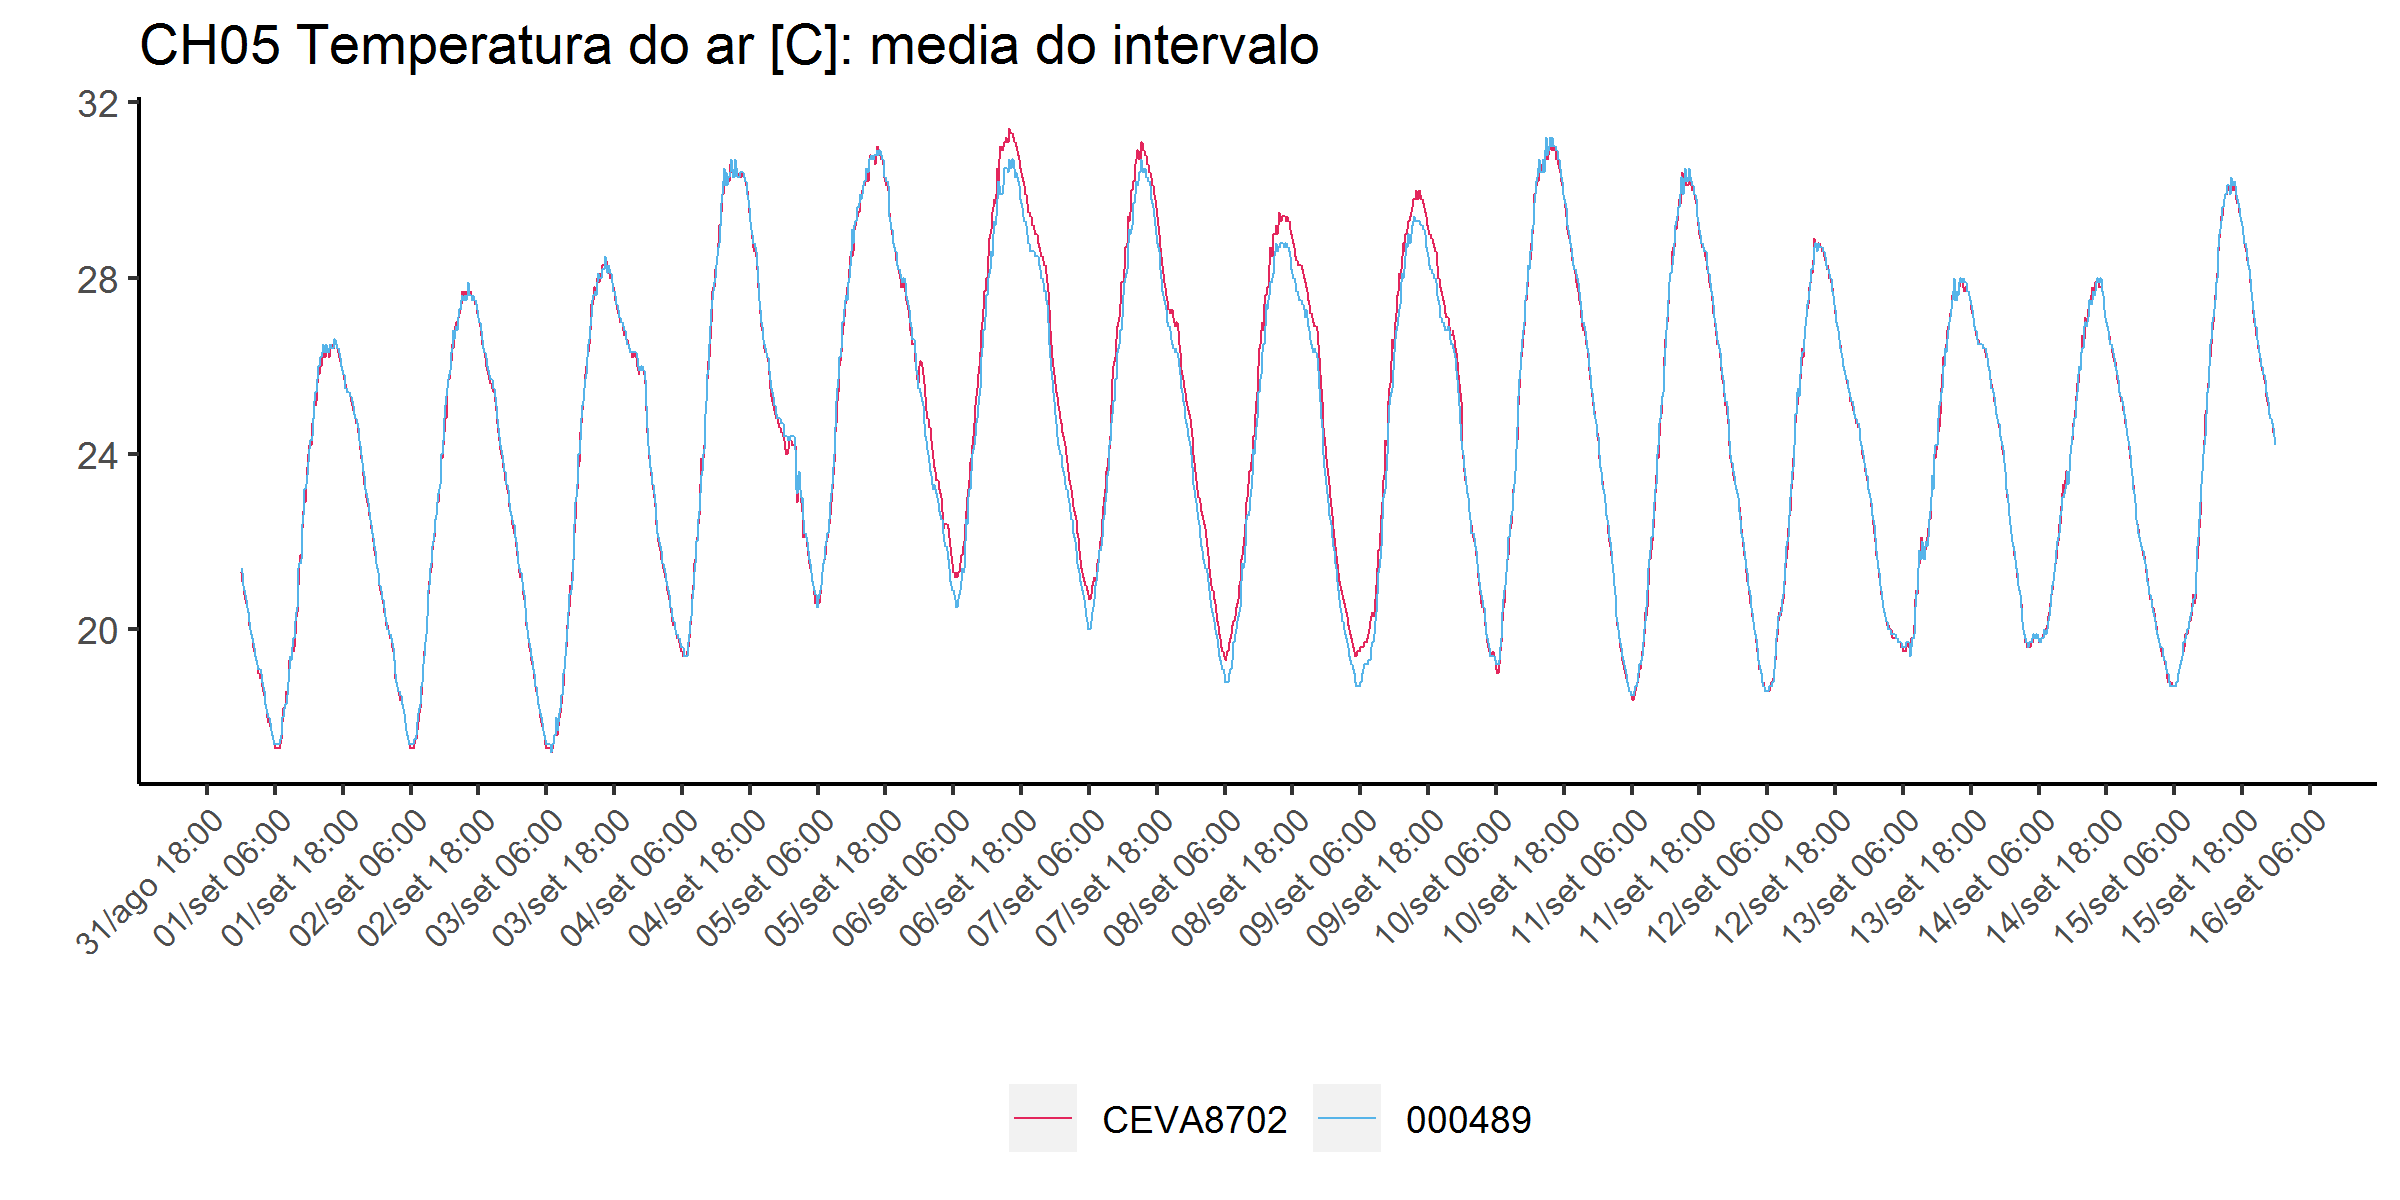 CH05 Temperatura do ar [C]: media do intervalo
32
28
24
20
31/ago 18:00
01/set 06:00
01/set 18:00
02/set 06:00
02/set 18:00
03/set 06:00
03/set 18:00
04/set 06:00
04/set 18:00
05/set 06:00
05/set 18:00
06/set 06:00
06/set 18:00
07/set 06:00
07/set 18:00
08/set 06:00
08/set 18:00
09/set 06:00
09/set 18:00
10/set 06:00
10/set 18:00
11/set 06:00
11/set 18:00
12/set 06:00
12/set 18:00
13/set 06:00
13/set 18:00
14/set 06:00
14/set 18:00
15/set 06:00
15/set 18:00
16/set 06:00
CEVA8702 000489